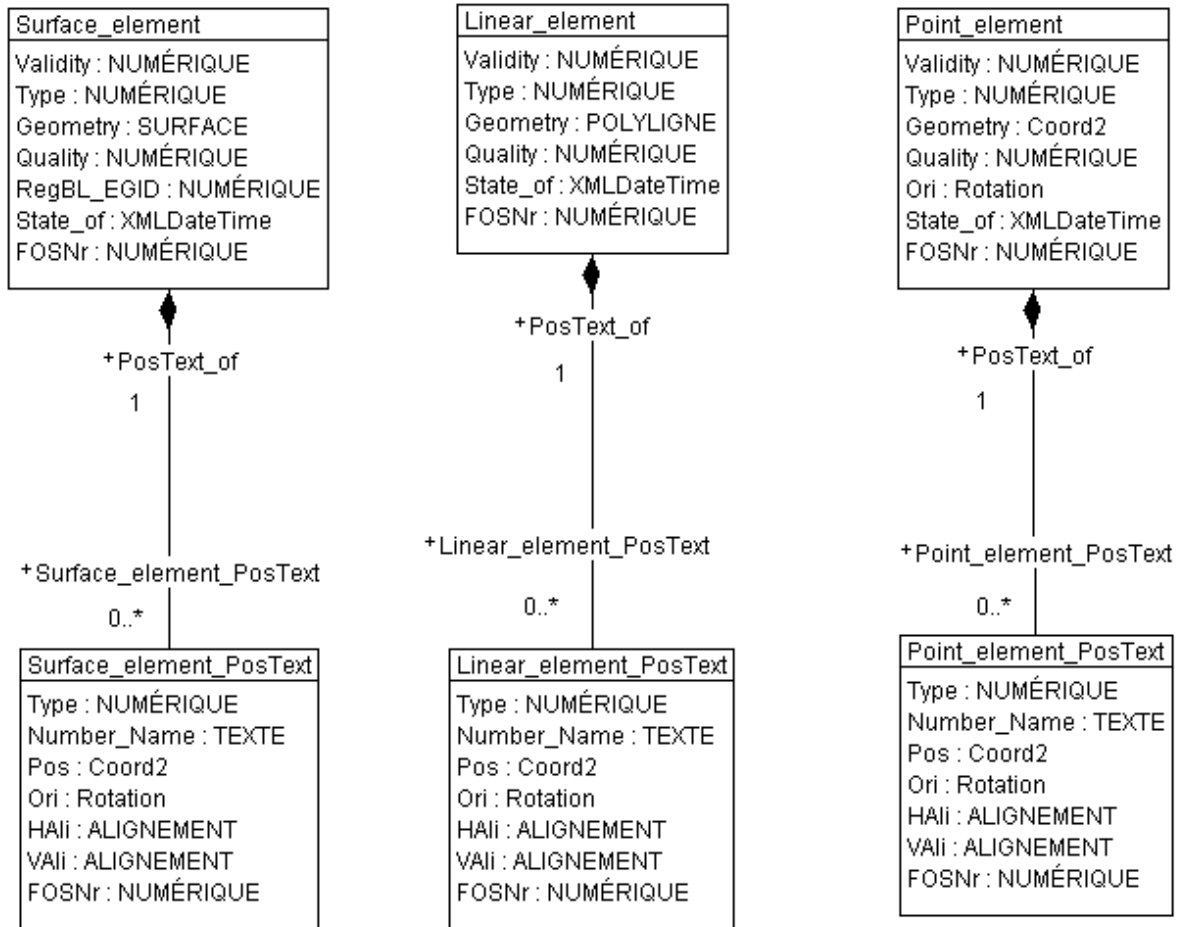 Surface_element
Validity : NUMÉRIQUE
Type : NUMÉRIQUE
Geometry : SURFACE
Quality : NUMÉRIQUE
RegBL_EGID : NUMÉRIQUE
State_of : XMLDateTime
FOSNr : NUMÉRIQUE
+PosText_of
1
+Surface_element_PosText
0..*
Surface_element_PosText
Type : NUMÉRIQUE
Number_Name : TEXTE
Pos : Coord2
Ori : Rotation
HAli : ALIGNEMENT
VAli : ALIGNEMENT
FOSNr : NUMÉRIQUE
Linear_element
Validity : NUMÉRIQUE
Type : NUMÉRIQUE
Geometry : POLYLIGNE
Quality : NUMÉRIQUE
State_of : XMLDateTime
FOSNr : NUMÉRIQUE
+PosText_of
1
+Linear_element_PosText
0..*
Linear_element_PosText
Type : NUMÉRIQUE
Number_Name : TEXTE
Pos : Coord2
Ori : Rotation
HAli : ALIGNEMENT
VAli : ALIGNEMENT
FOSNr : NUMÉRIQUE
Point_element
Validity : NUMÉRIQUE
Type : NUMÉRIQUE
Geometry : Coord2
Quality : NUMÉRIQUE
Ori : Rotation
State_of : XMLDateTime
FOSNr : NUMÉRIQUE
+PosText_of
1
+Point_element_PosText
0..*
Point_element_PosText
Type : NUMÉRIQUE
Number_Name : TEXTE
Pos : Coord2
Ori : Rotation
HAli : ALIGNEMENT
VAli : ALIGNEMENT
FOSNr : NUMÉRIQUE